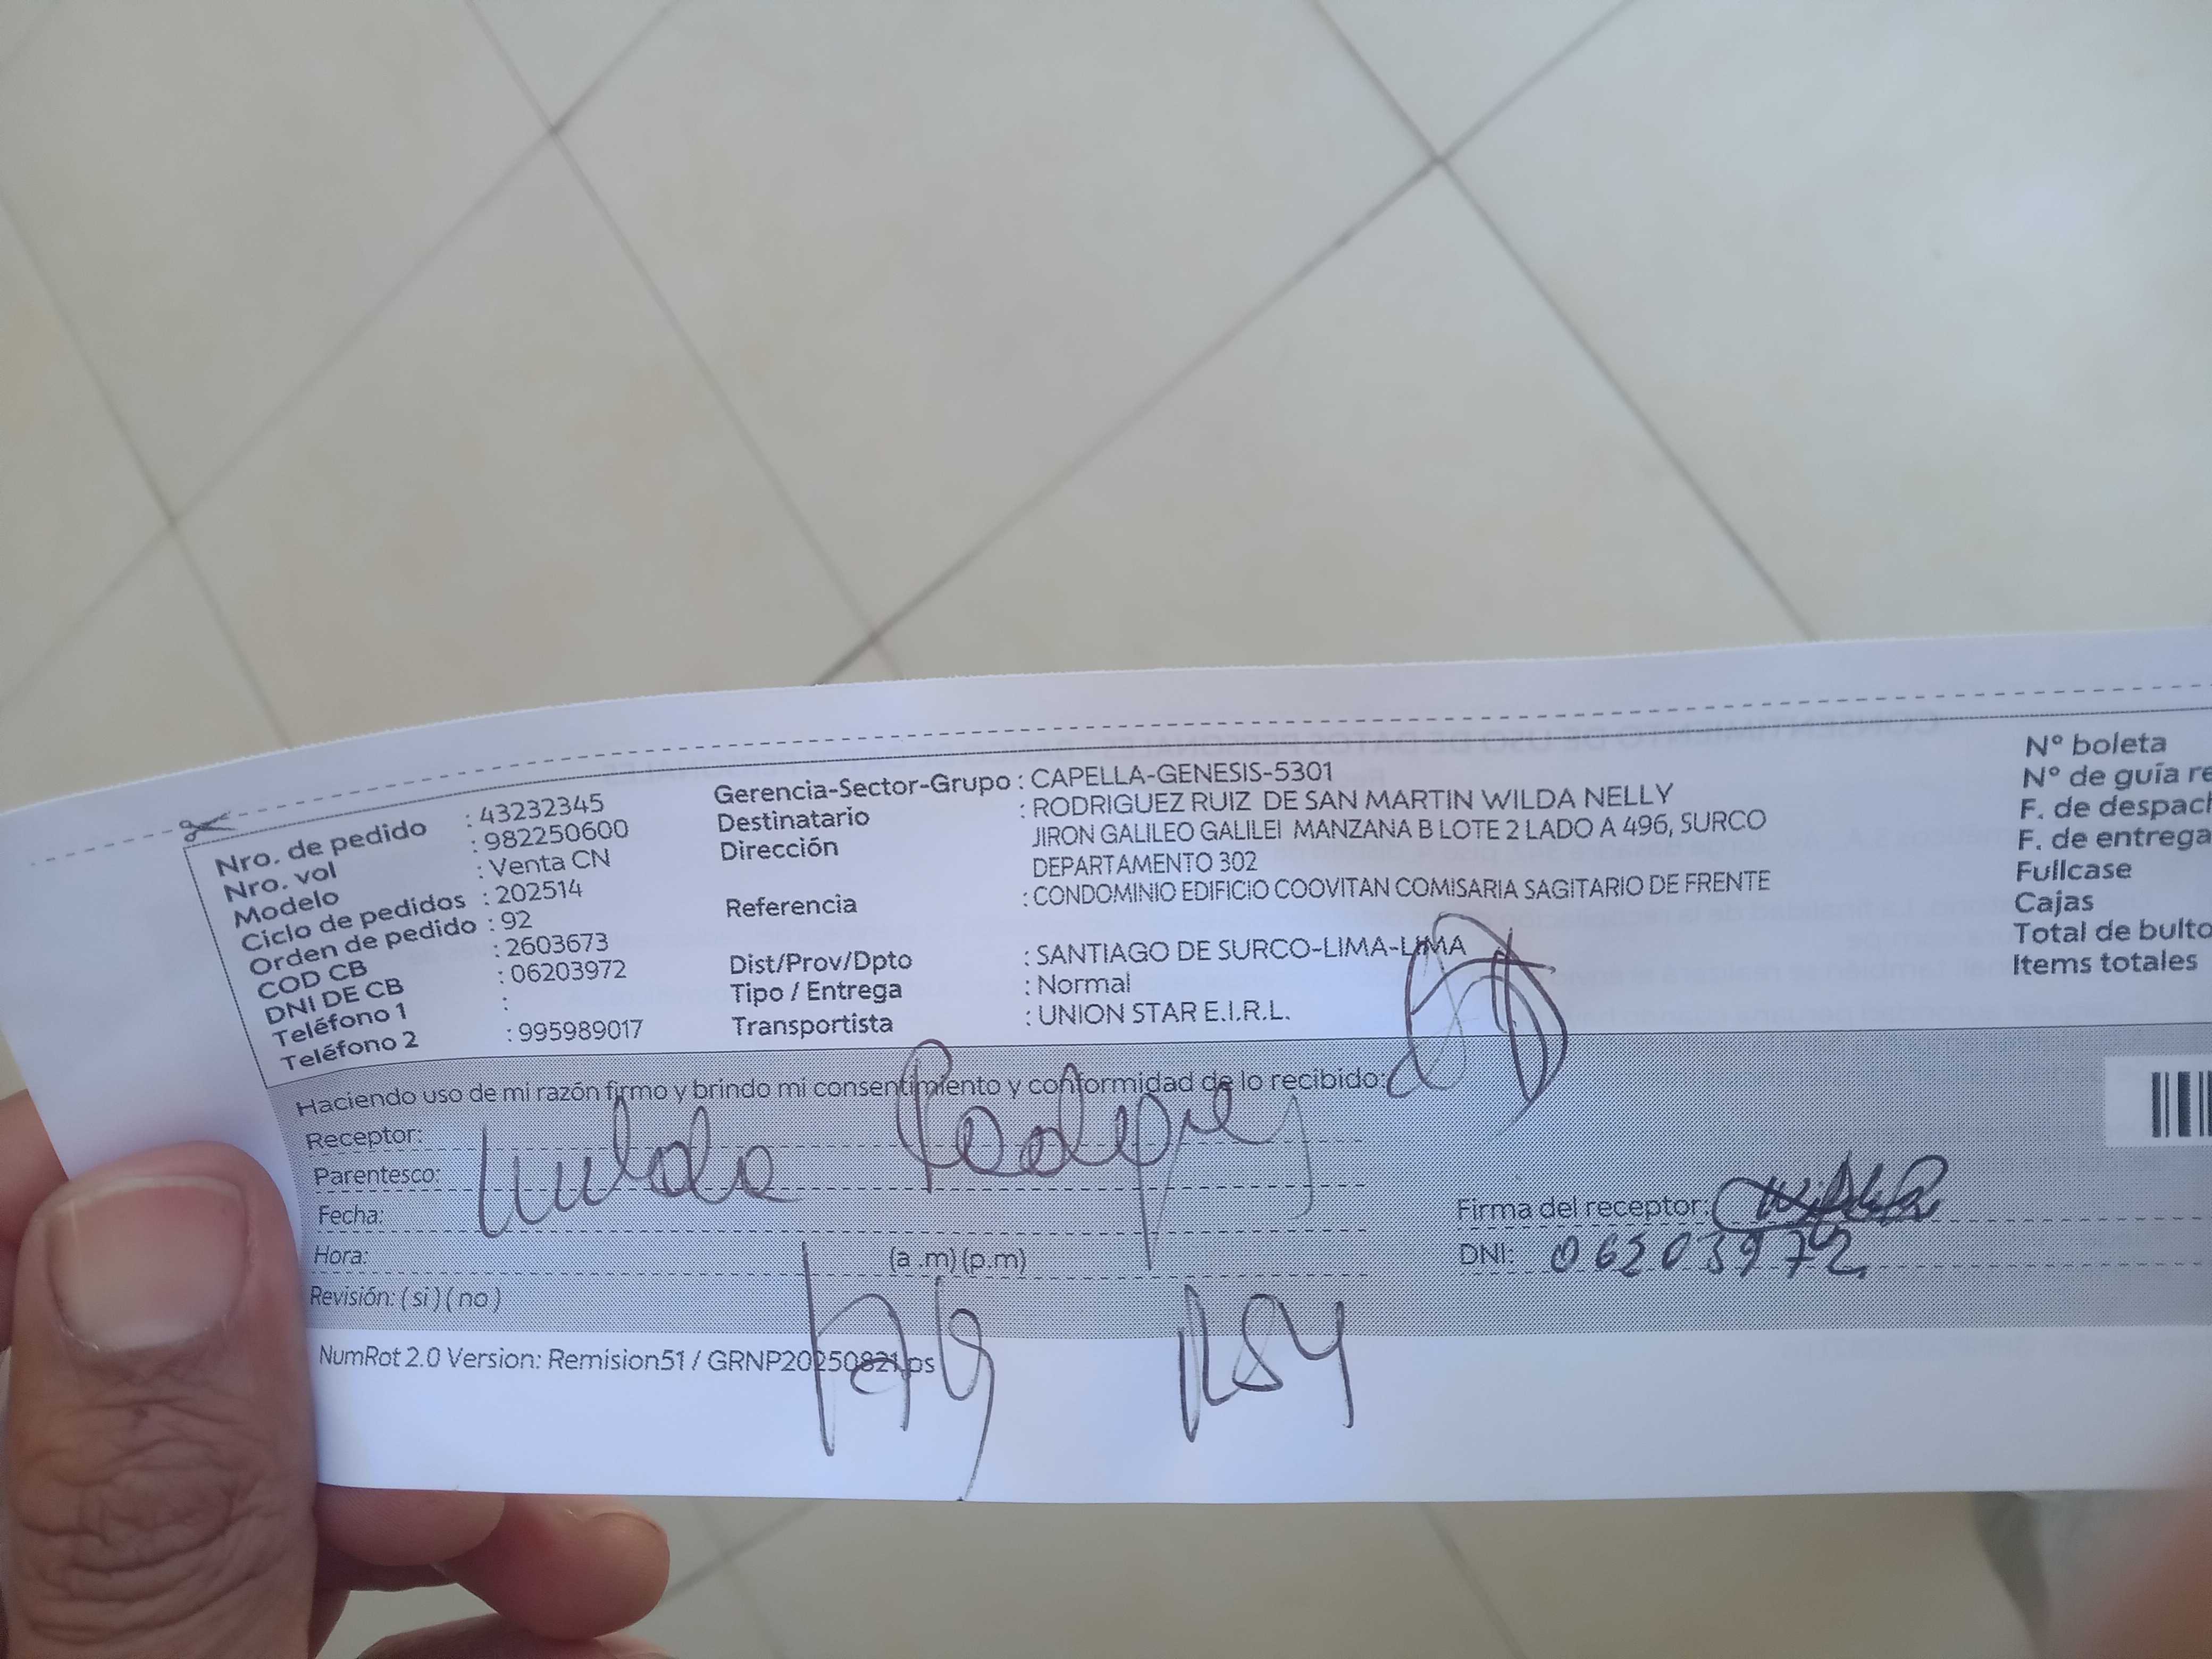 Nro. de pedido : 43232345
Nro. vol : 982250600
Modelo : Venta CN
Ciclo de pedidos : 202514
Orden de pedido : 92
COD CB : 2603673
DNI DE CB : 06203972
Teléfono 1 :
Teléfono 2 : 995989017
Gerencia-Sector-Grupo : CAPELLA-GENESIS-5301
Destinatario : RODRIGUEZ RUIZ DE SAN MARTIN WILDA NELLY
Dirección JIRON GALILEO GALILEI MANZANA B LOTE 2 LADO A 496, SURCO
DEPARTAMENTO 302
Referencia : CONDOMINIO EDIFICIO COOVITAN COMISARIA SAGITARIO DE FRENTE
Dist/Prov/Dpto : SANTIAGO DE SURCO-LIMA-LIMA
Tipo / Entrega : Normal
Transportista : UNION STAR E.I.R.L.
N° boleta
N° de guía re
F. de despach
F. de entrega
Fullcase
Cajas
Total de bulto
Items totales
Haciendo uso de mi razón firmo y brindo mi consentimiento y conformidad de lo recibido:
Receptor:
Parentesco:
Fecha:
Hora: (a .m) (p.m)
Revisión: ( si ) ( no )
Firma del receptor:
DNI: 06203972
NumRot 2.0 Version: Remision51 / GRNP20250821.ps